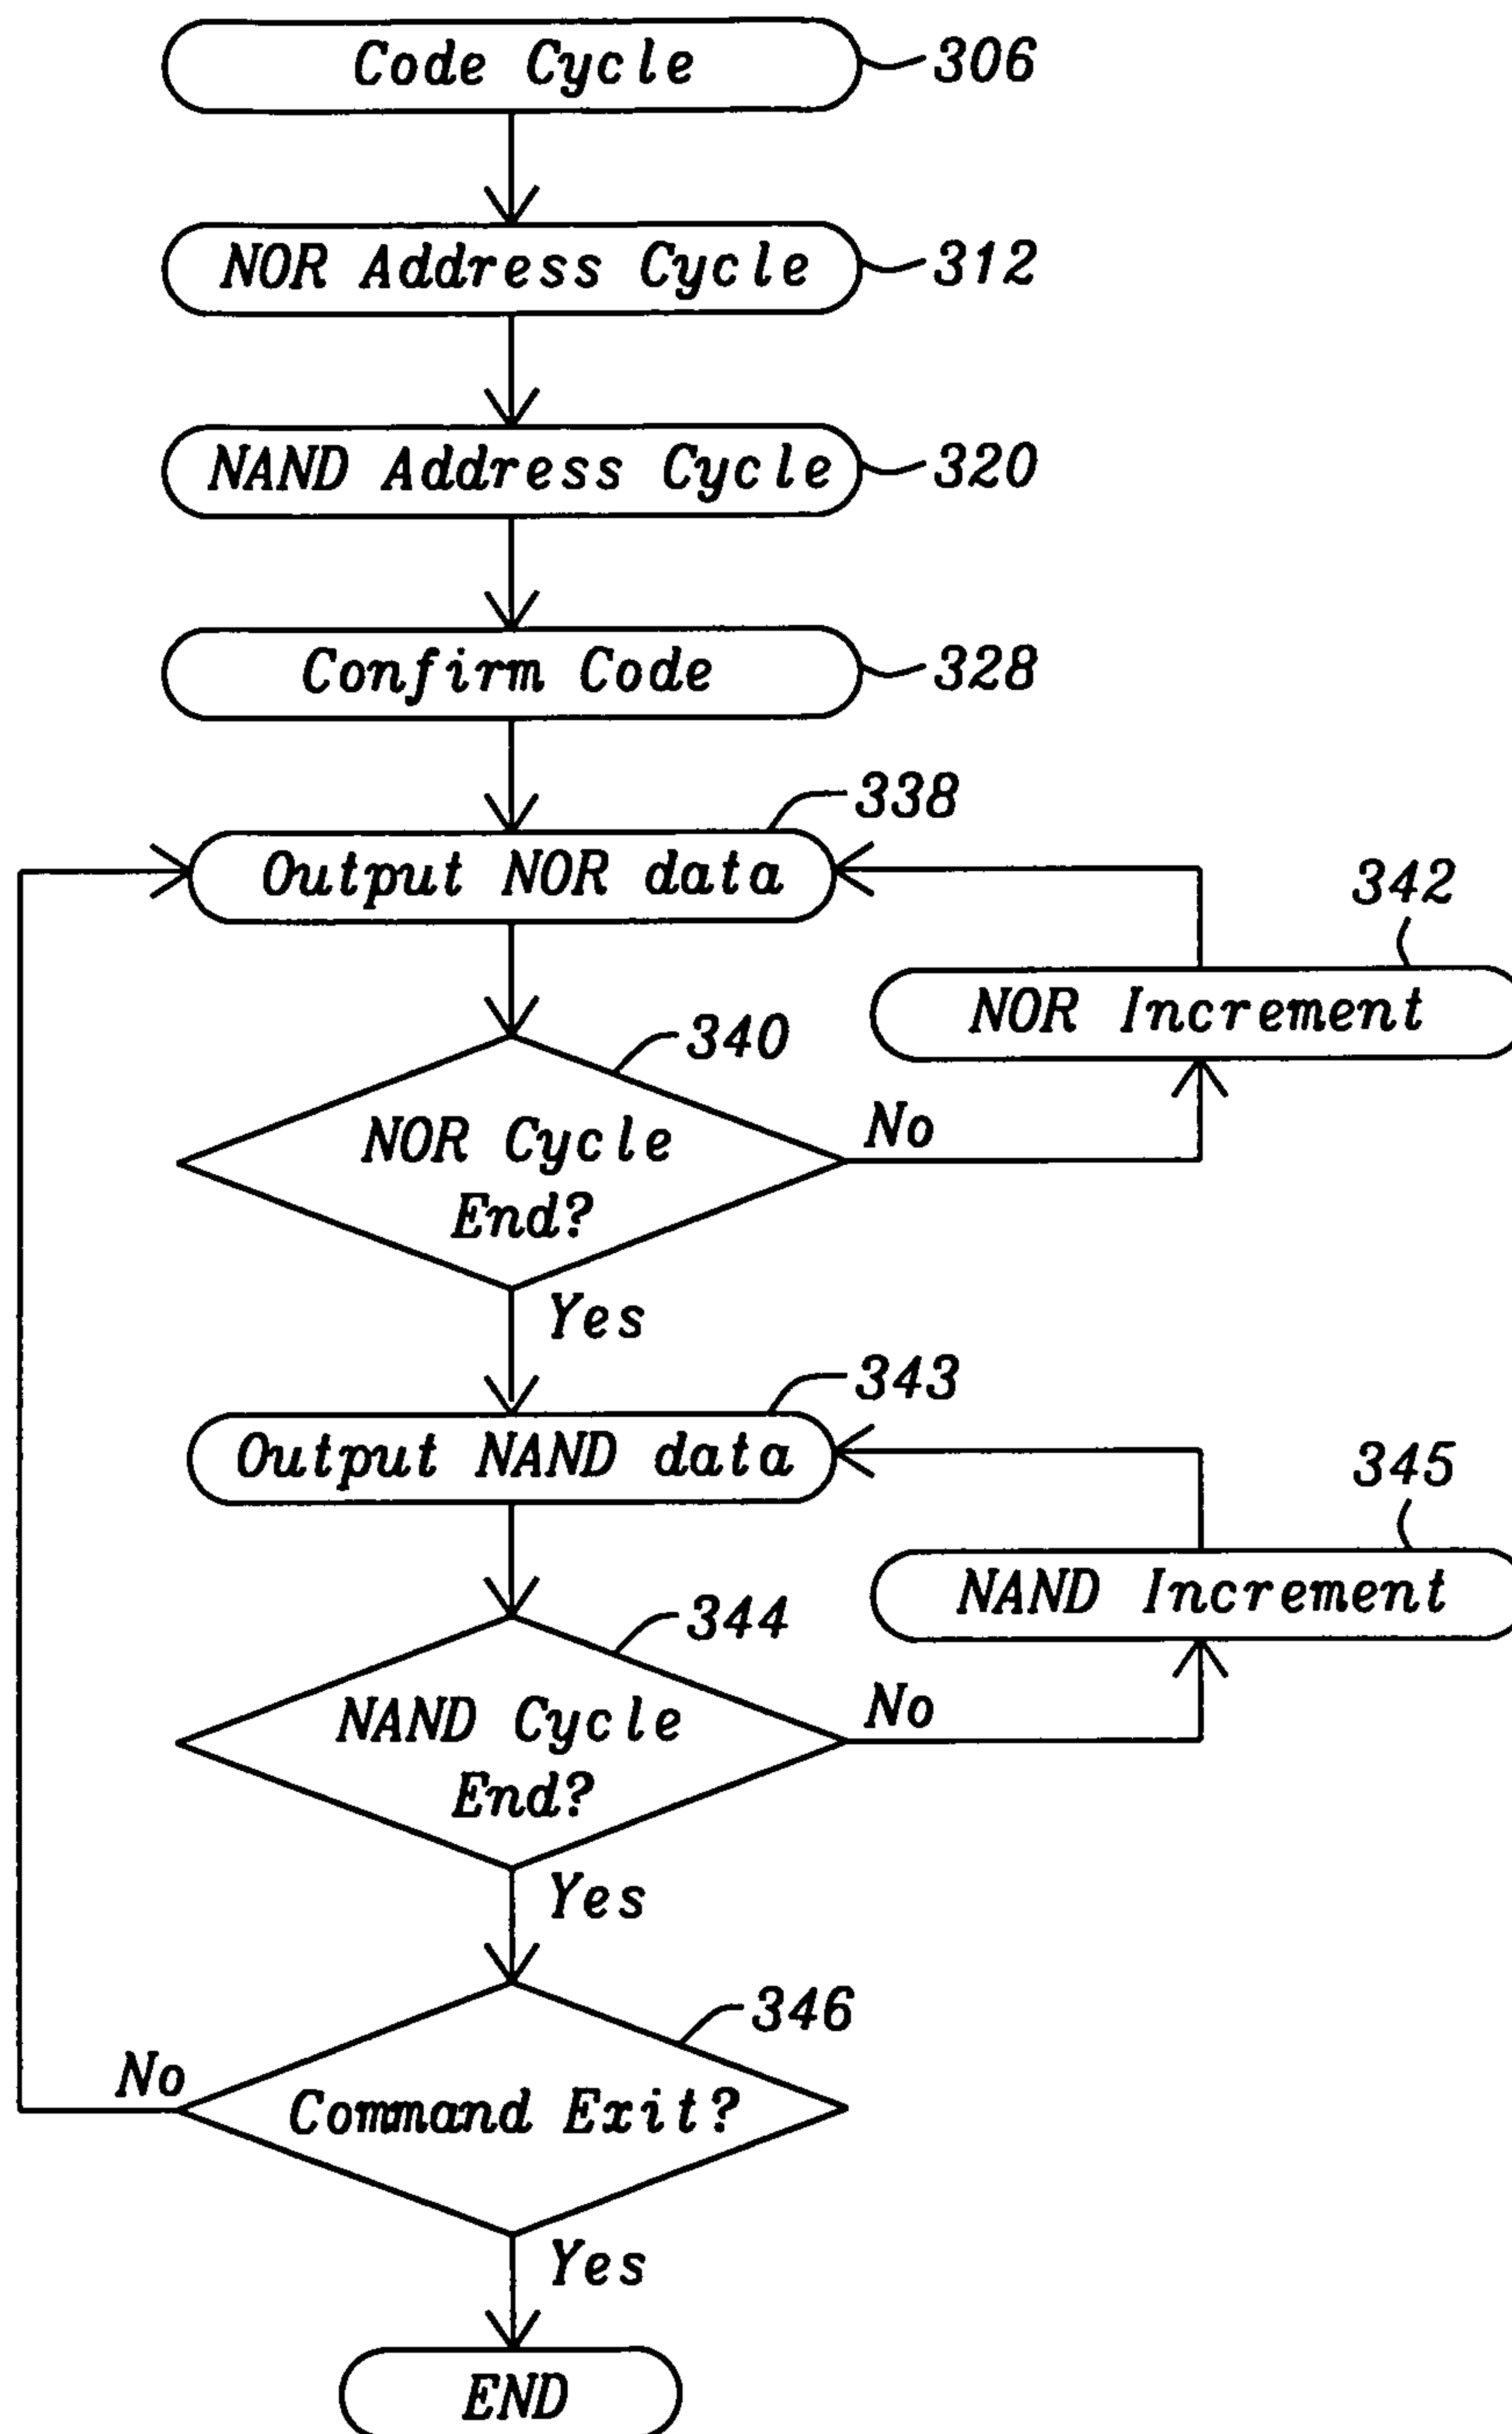 Code Cycle
306
NOR Address Cycle
312
NAND Address Cycle
320
Confirm Code
328
338
Output NOR data
342
NOR Increment
340
NOR Cycle
End?
No
Yes
343
Output NAND data
345
NAND Increment
344
NAND Cycle
End?
No
Yes
346
No
Command Exit?
Yes
END